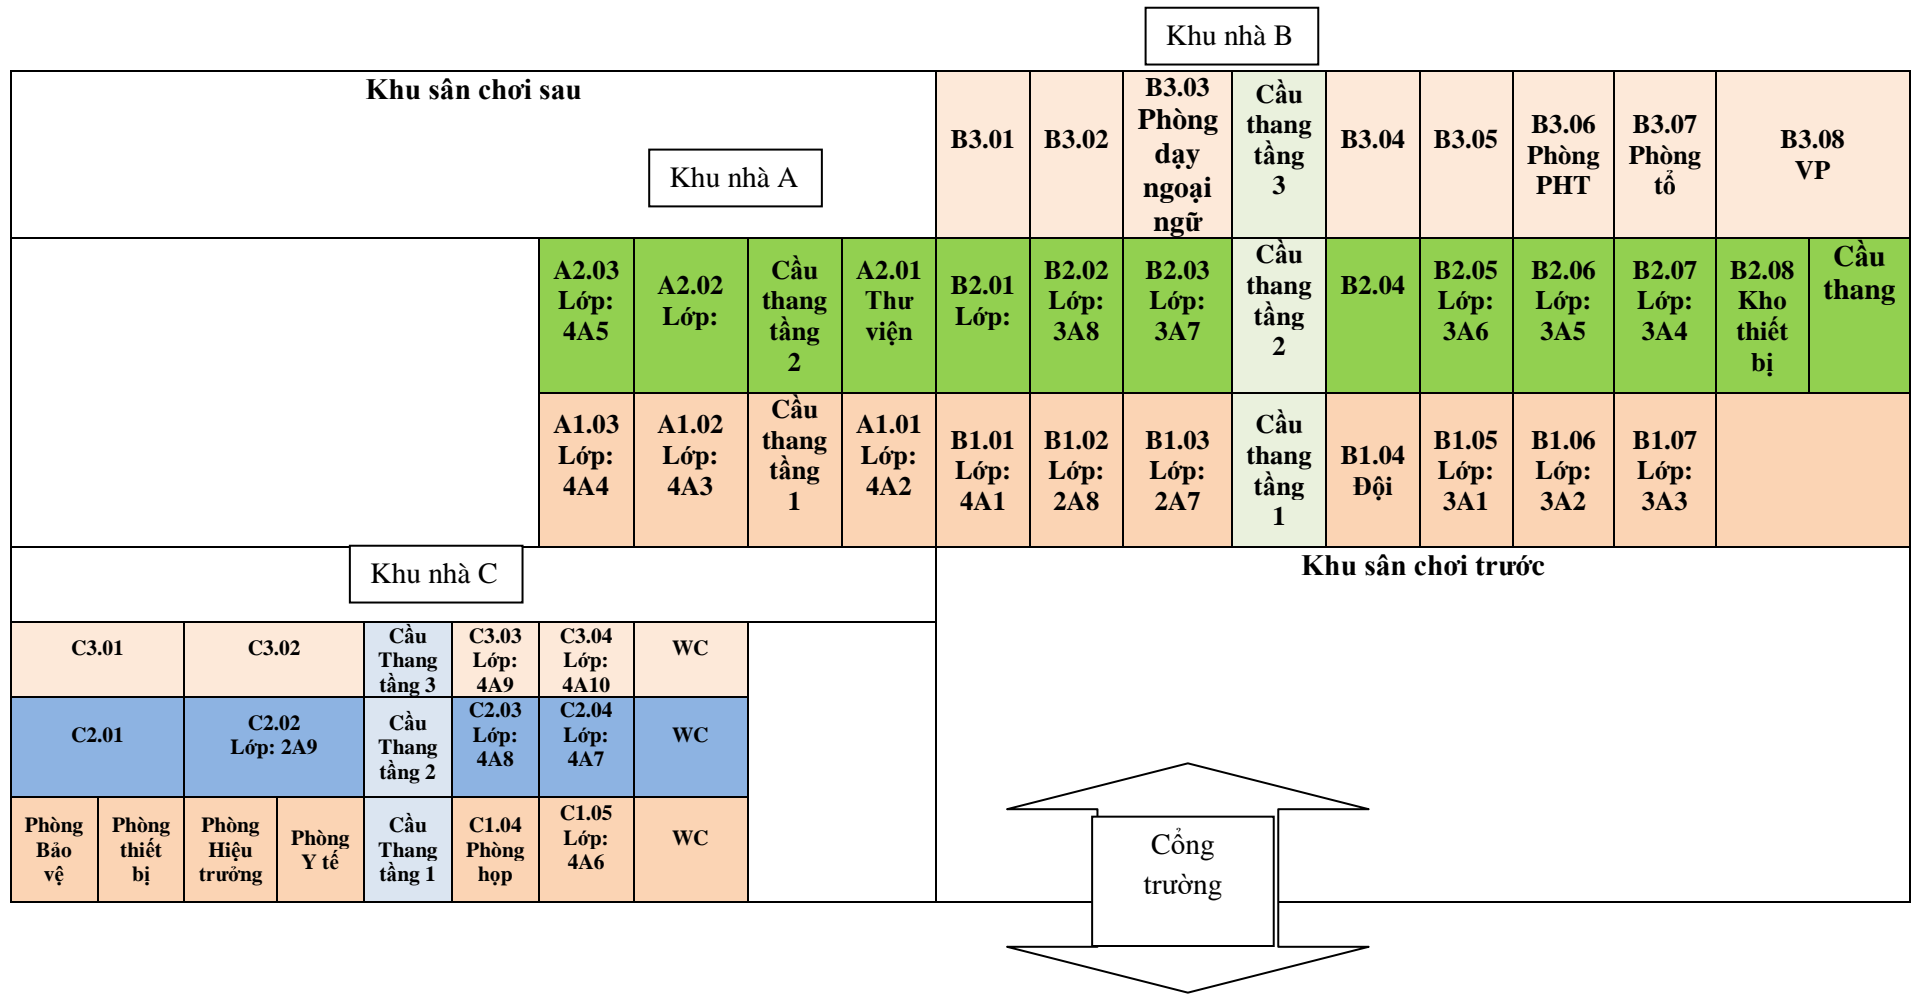 Khu nhà B
Khu sân chơi sau
Khu nhà A
B3.01
B3.02
B3.03
Phòng
dạy
ngoại
ngữ
Cầu
thang
tầng
3
B3.04
B3.05
B3.06
Phòng
PHT
B3.07
Phòng
tổ
B3.08
VP
A2.03
Lớp:
4A5
A2.02
Lớp:
Cầu
thang
tầng
2
A2.01
Thư
viện
B2.01
Lớp:
B2.02
Lớp:
3A8
B2.03
Lớp:
3A7
Cầu
thang
tầng
2
B2.04
B2.05
Lớp:
3A6
B2.06
Lớp:
3A5
B2.07
Lớp:
3A4
B2.08
Kho
thiết
bị
Cầu
thang
A1.03
Lớp:
4A4
A1.02
Lớp:
4A3
Cầu
thang
tầng
1
A1.01
Lớp:
4A2
B1.01
Lớp:
4A1
B1.02
Lớp:
2A8
B1.03
Lớp:
2A7
Cầu
thang
tầng
1
B1.04
Đội
B1.05
Lớp:
3A1
B1.06
Lớp:
3A2
B1.07
Lớp:
3A3
Khu nhà C
Khu sân chơi trước
C3.01
C3.02
Cầu
Thang
tầng 3
C3.03
Lớp:
4A9
C3.04
Lớp:
4A10
WC
C2.01
C2.02
Lớp: 2A9
Cầu
Thang
tầng 2
C2.03
Lớp:
4A8
C2.04
Lớp:
4A7
WC
Phòng
Bảo
vệ
Phòng
thiết
bị
Phòng
Hiệu
trưởng
Phòng
Y tế
Cầu
Thang
tầng 1
C1.04
Phòng
họp
C1.05
Lớp:
4A6
WC
Cổng
trường